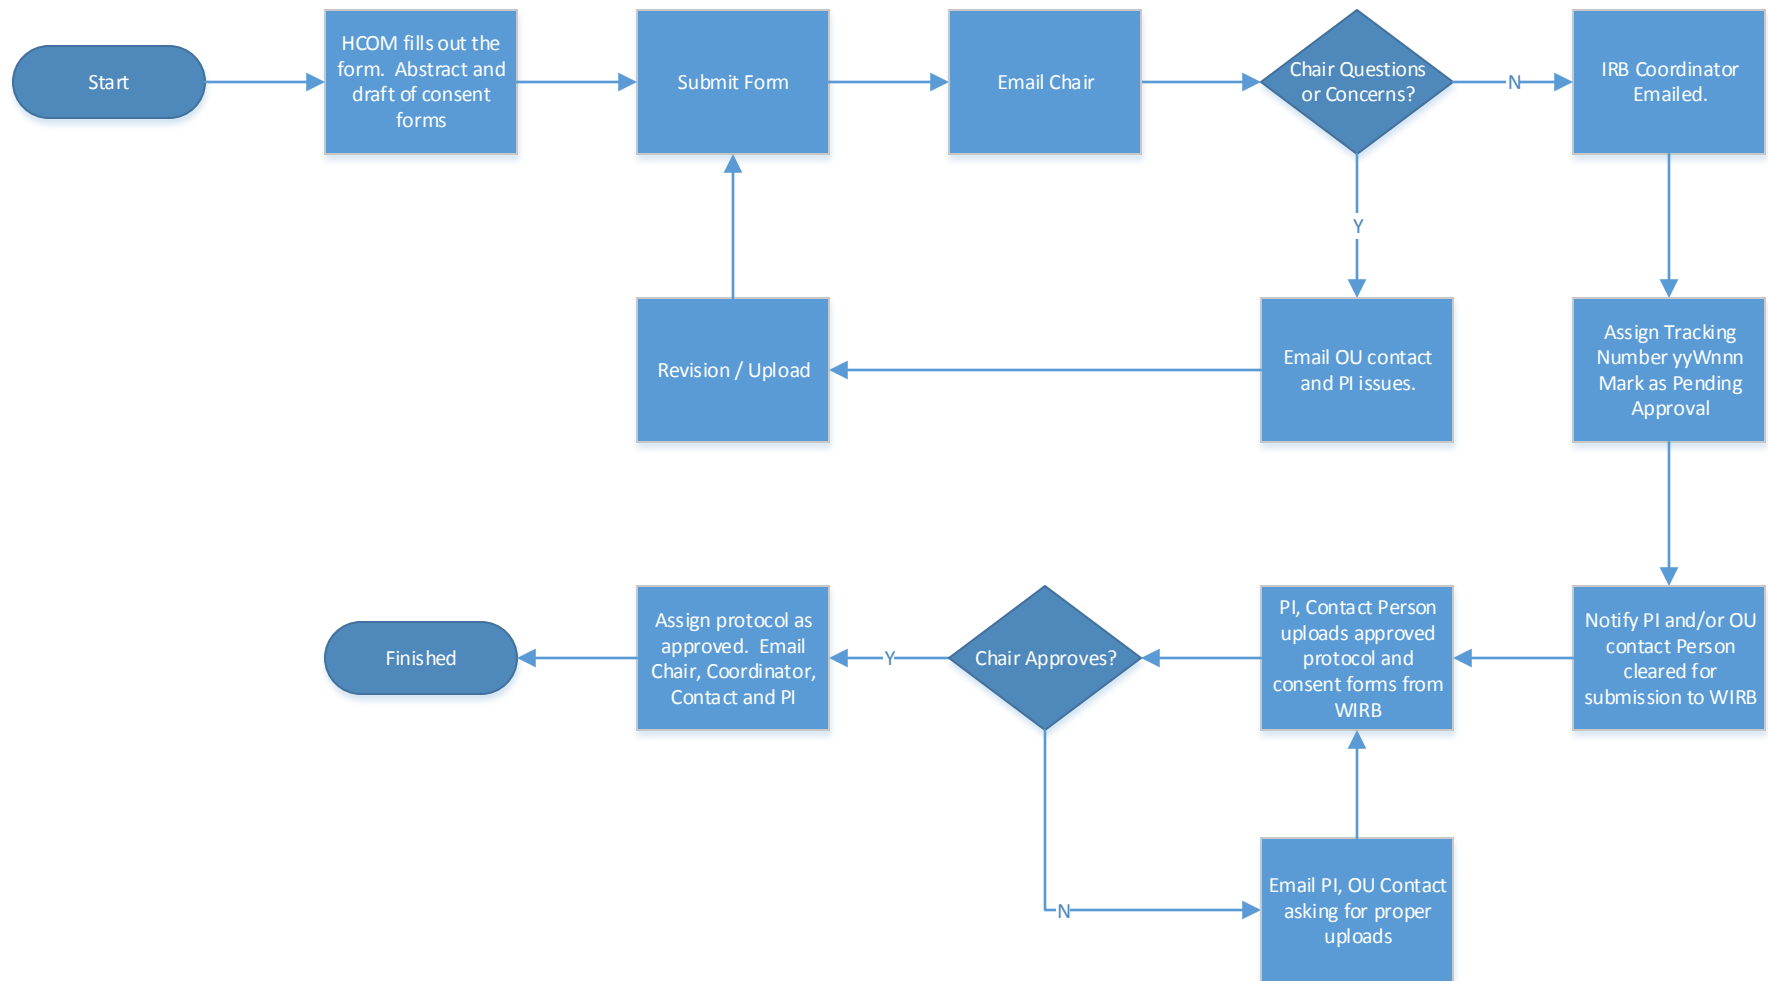 Start
HCOM fills out the
form.  Abstract and
draft of consent
forms
Submit Form
Email Chair
Chair Questions
or Concerns?
N
IRB Coordinator
Emailed.
Y
Revision / Upload
Email OU contact
and PI issues.
Assign Tracking
Number yyWnnn
Mark as Pending
Approval
Finished
Assign protocol as
approved.  Email
Chair, Coordinator,
Contact and PI
Y
Chair Approves?
PI, Contact Person
uploads approved
protocol and
consent forms from
WIRB
Notify PI and/or OU
contact Person
cleared for
submission to WIRB
N
Email PI, OU Contact
asking for proper
uploads